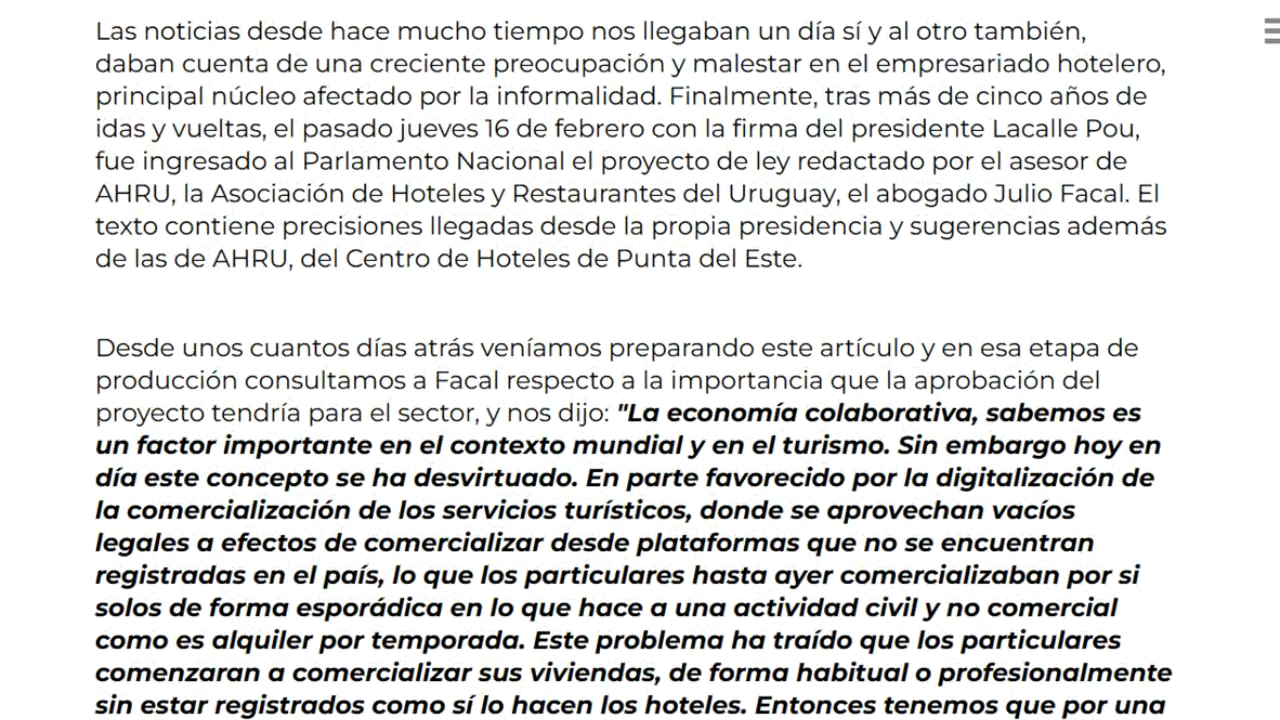 Las noticias desde hace mucho tiempo nos llegaban un día sí y al otro también,
daban cuenta de una creciente preocupación y malestar en el empresariado hotelero,
principal núcleo afectado por la informalidad. Finalmente, tras más de cinco años de
idas y vueltas, el pasado jueves 16 de febrero con la firma del presidente Lacalle Pou,
fue ingresado al Parlamento Nacional el proyecto de ley redactado por el asesor de
AHRU, la Asociación de Hoteles y Restaurantes del Uruguay, el abogado Julio Facal. El
texto contiene precisiones llegadas desde la propia presidencia y sugerencias además
de las de AHRU, del Centro de Hoteles de Punta del Este.
Desde unos cuantos días atrás veníamos preparando este artículo y en esa etapa de
producción consultamos a Facal respecto a la importancia que la aprobación del
proyecto tendría para el sector, y nos dijo: "La economía colaborativa, sabemos es
un factor importante en el contexto mundial y en el turismo. Sin embargo hoy en
día este concepto se ha desvirtuado. En parte favorecido por la digitalización de
la comercialización de los servicios turísticos, donde se aprovechan vacíos
legales a efectos de comercializar desde plataformas que no se encuentran
registradas en el país, lo que los particulares hasta ayer comercializaban por si
solos de forma esporádica en lo que hace a una actividad civil y no comercial
como es alquiler por temporada. Este problema ha traído que los particulares
comenzaran a comercializar sus viviendas, de forma habitual o profesionalmente
sin estar registrados como sí lo hacen los hoteles. Entonces tenemos que por una